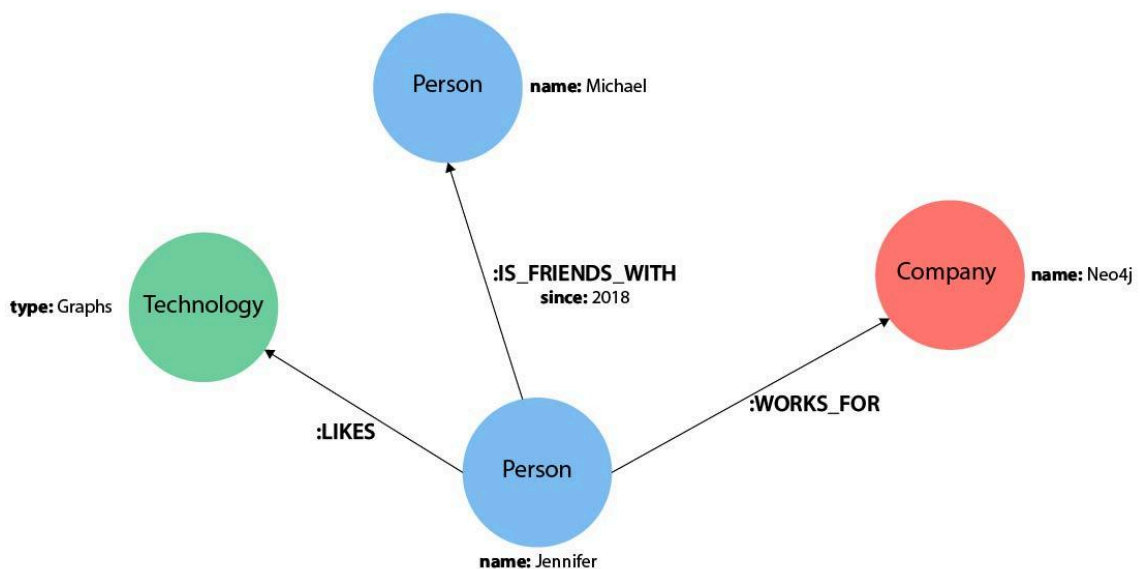 Person
name: Michael
:IS_FRIENDS_WITH
since: 2018
Company
name: Neo4j
type: Graphs
Technology
:LIKES
:WORKS_FOR
Person
name: Jennifer